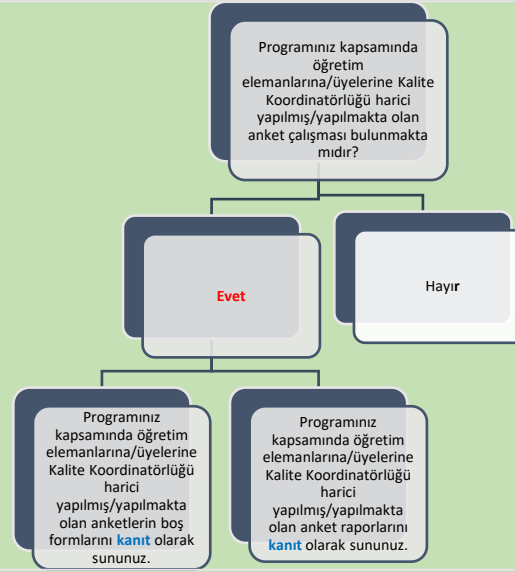 Programınız kapsamında
öğretim
elemanlarına/üyelerine Kalite
Koordinatörlüğü harici
yapılmış/yapılmakta olan
anket çalışması bulunmakta
mıdır?
Evet
Hayır
Programınız
kapsamında öğretim
elemanlarına/üyelerine
Kalite Koordinatörlüğü
harici
yapılmış/yapılmakta
olan anketlerin boş
formlarını kanıt olarak
sununuz.
Programınız
kapsamında öğretim
elemanlarına/üyelerine
Kalite Koordinatörlüğü
harici
yapılmış/yapılmakta
olan anket raporlarını
kanıt olarak sununuz.